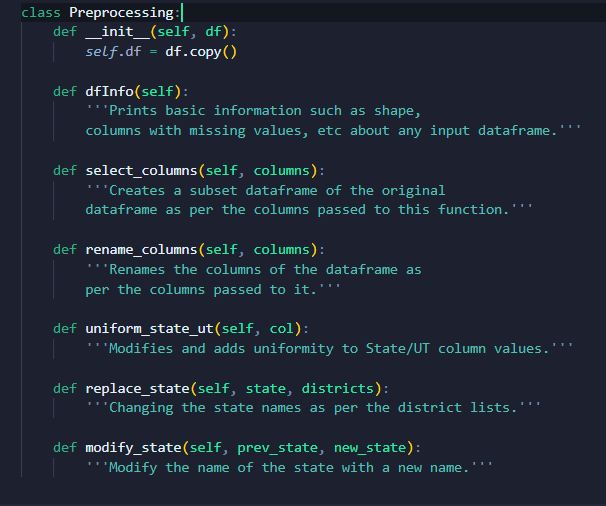 class Preprocessing:
    def __init__(self, df):
        self.df = df.copy()
    def dfInfo(self):
        '''Prints basic information such as shape,
        columns with missing values, etc about any input dataframe.'''
    def select_columns(self, columns):
        '''Creates a subset dataframe of the original
        dataframe as per the columns passed to this function.'''
    def rename_columns(self, columns):
        '''Renames the columns of the dataframe as
        per the columns passed to it.'''
    def uniform_state_ut(self, col):
        '''Modifies and adds uniformity to State/UT column values.'''
    def replace_state(self, state, districts):
        '''Changing the state names as per the district lists.'''
    def modify_state(self, prev_state, new_state):
        '''Modify the name of the state with a new name.'''